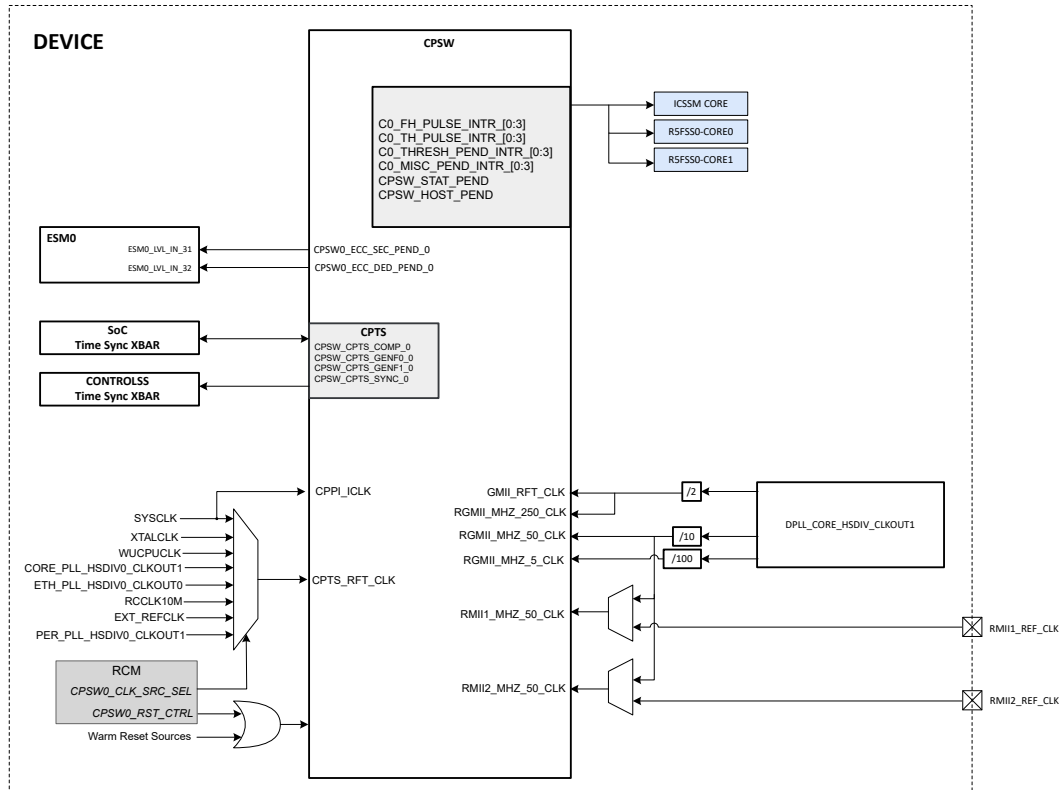 DEVICE
CPSW
C0_FH_PULSE_INTR_[0:3]
C0_TH_PULSE_INTR_[0:3]
C0_THRESH_PEND_INTR_[0:3]
C0_MISC_PEND_INTR_[0:3]
CPSW_STAT_PEND
CPSW_HOST_PEND
ICSSM CORE
R5FSS0-CORE0
R5FSS0-CORE1
ESM0
ESM0_LVL_IN_31
ESM0_LVL_IN_32
CPSW0_ECC_SEC_PEND_0
CPSW0_ECC_DED_PEND_0
SoC
Time Sync XBAR
CONTROLSS
Time Sync XBAR
CPTS
CPSW_CPTS_COMP_0
CPSW_CPTS_GENF0_0
CPSW_CPTS_GENF1_0
CPSW_CPTS_SYNC_0
CPPI_ICLK
SYSCLK
XTALCLK
WUCPUCLK
CORE_PLL_HSDIV0_CLKOUT1
ETH_PLL_HSDIV0_CLKOUT0
RCCLK10M
EXT_REFCLK
PER_PLL_HSDIV0_CLKOUT1
CPTS_RFT_CLK
RCM
CPSW0_CLK_SRC_SEL
CPSW0_RST_CTRL
Warm Reset Sources
GMII_RFT_CLK
RGMII_MHZ_250_CLK
RGMII_MHZ_50_CLK
RGMII_MHZ_5_CLK
RMII1_MHZ_50_CLK
RMII2_MHZ_50_CLK
/2
/10
/100
DPLL_CORE_HSDIV_CLKOUT1
RMII1_REF_CLK
RMII2_REF_CLK